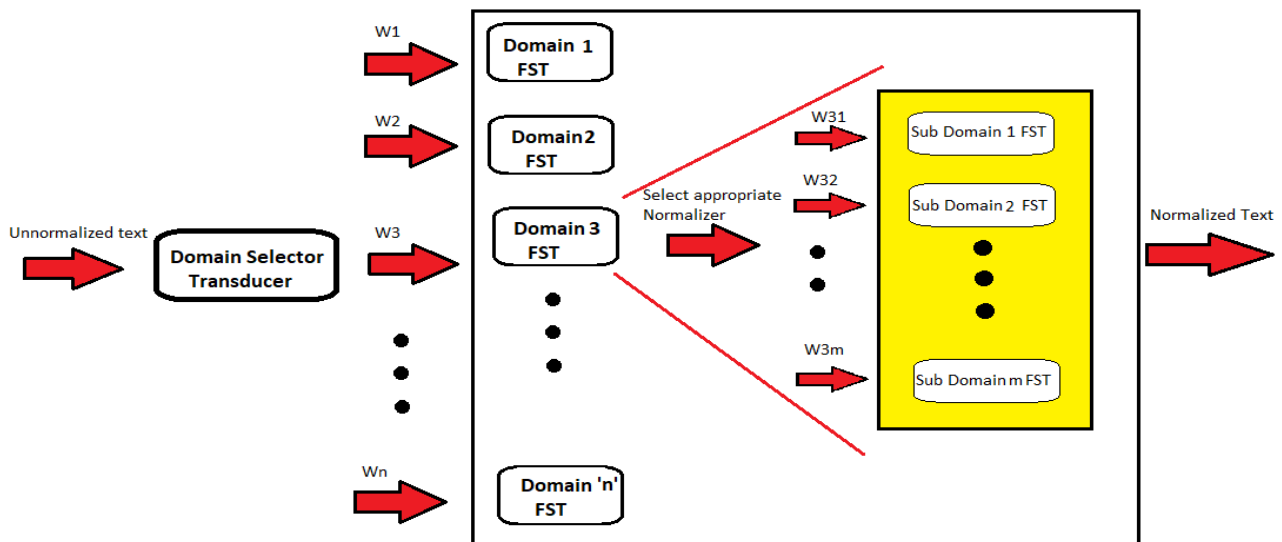 Unnormalized text
Domain Selector
Transducer
W1
W2
W3
Wn
Domain 1
FST
Domain2
FST
Domain 3
FST
Domain 'n'
FST
Select appropriate
Normalizer
W31
W32
W3m
Sub Domain 1 FST
Sub Domain 2 FST
Sub Domain m FST
Normalized Text